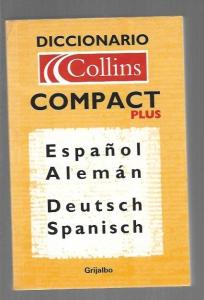 DICCIONARIO
Collins
COMPACT
PLUS
Español
Alemán
Deutsch
Spanisch
Grijalbo